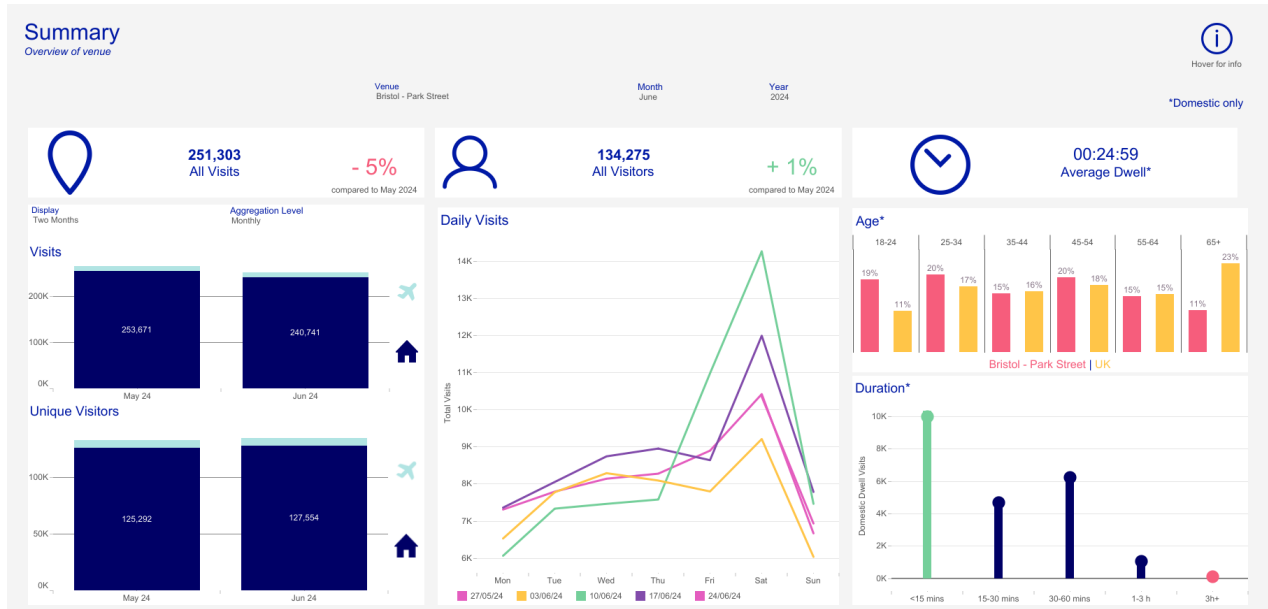 Summary
Overview of venue
Hover for info
Venue
Bristol - Park Street
Month
June
Year
2024
*Domestic only
251,303
All Visits
- 5%
compared to May 2024
134,275
All Visitors
+ 1%
compared to May 2024
00:24:59
Average Dwell*
Display
Two Months
Aggregation Level
Monthly
Visits
200K
100K
0K
253,671
240,741
May 24
Jun 24
Unique Visitors
100K
50K
0K
125,292
127,554
May 24
Jun 24
Daily Visits
Total Visits
14K
13K
12K
11K
10K
9K
8K
7K
6K
Mon Tue Wed Thu Fri Sat Sun
27/05/24 03/06/24 10/06/24 17/06/24 24/06/24
Age*
18-24 25-34 35-44 45-54 55-64 65+
19% 11% 20% 17% 15% 16% 20% 18% 15% 15% 11% 23%
Bristol - Park Street | UK
Duration*
Domestic Dwell Visits
10K
8K
6K
4K
2K
0K
<15 mins 15-30 mins 30-60 mins 1-3 h 3h+